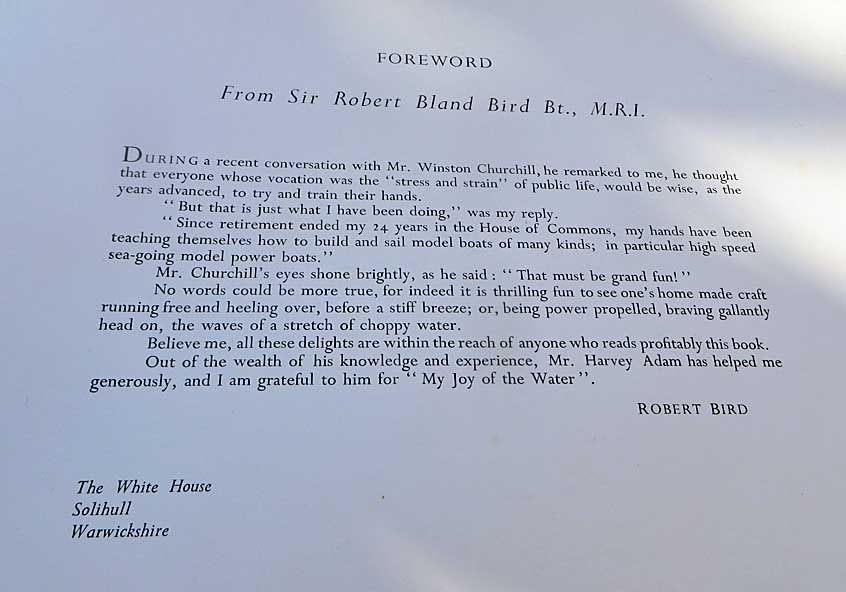 FOREWORD
From Sir Robert Bland Bird Bt., M.R.I.
DURING a recent conversation with Mr. Winston Churchill, he remarked to me, he thought
that everyone whose vocation was the "stress and strain" of public life, would be wise, as the
years advanced, to try and train their hands.
"But that is just what I have been doing," was my reply.
"Since retirement ended my 24 years in the House of Commons, my hands have been
teaching themselves how to build and sail model boats of many kinds; in particular high speed
sea-going model power boats."
Mr. Churchill's eyes shone brightly, as he said: "That must be grand fun!"
No words could be more true, for indeed it is thrilling fun to see one's home made craft
running free and heeling over, before a stiff breeze; or, being power propelled, braving gallantly
head on, the waves of a stretch of choppy water.
Believe me, all these delights are within the reach of anyone who reads profitably this book.
Out of the wealth of his knowledge and experience, Mr. Harvey Adam has helped me
generously, and I am grateful to him for "My Joy of the Water".
ROBERT BIRD
The White House
Solihull
Warwickshire